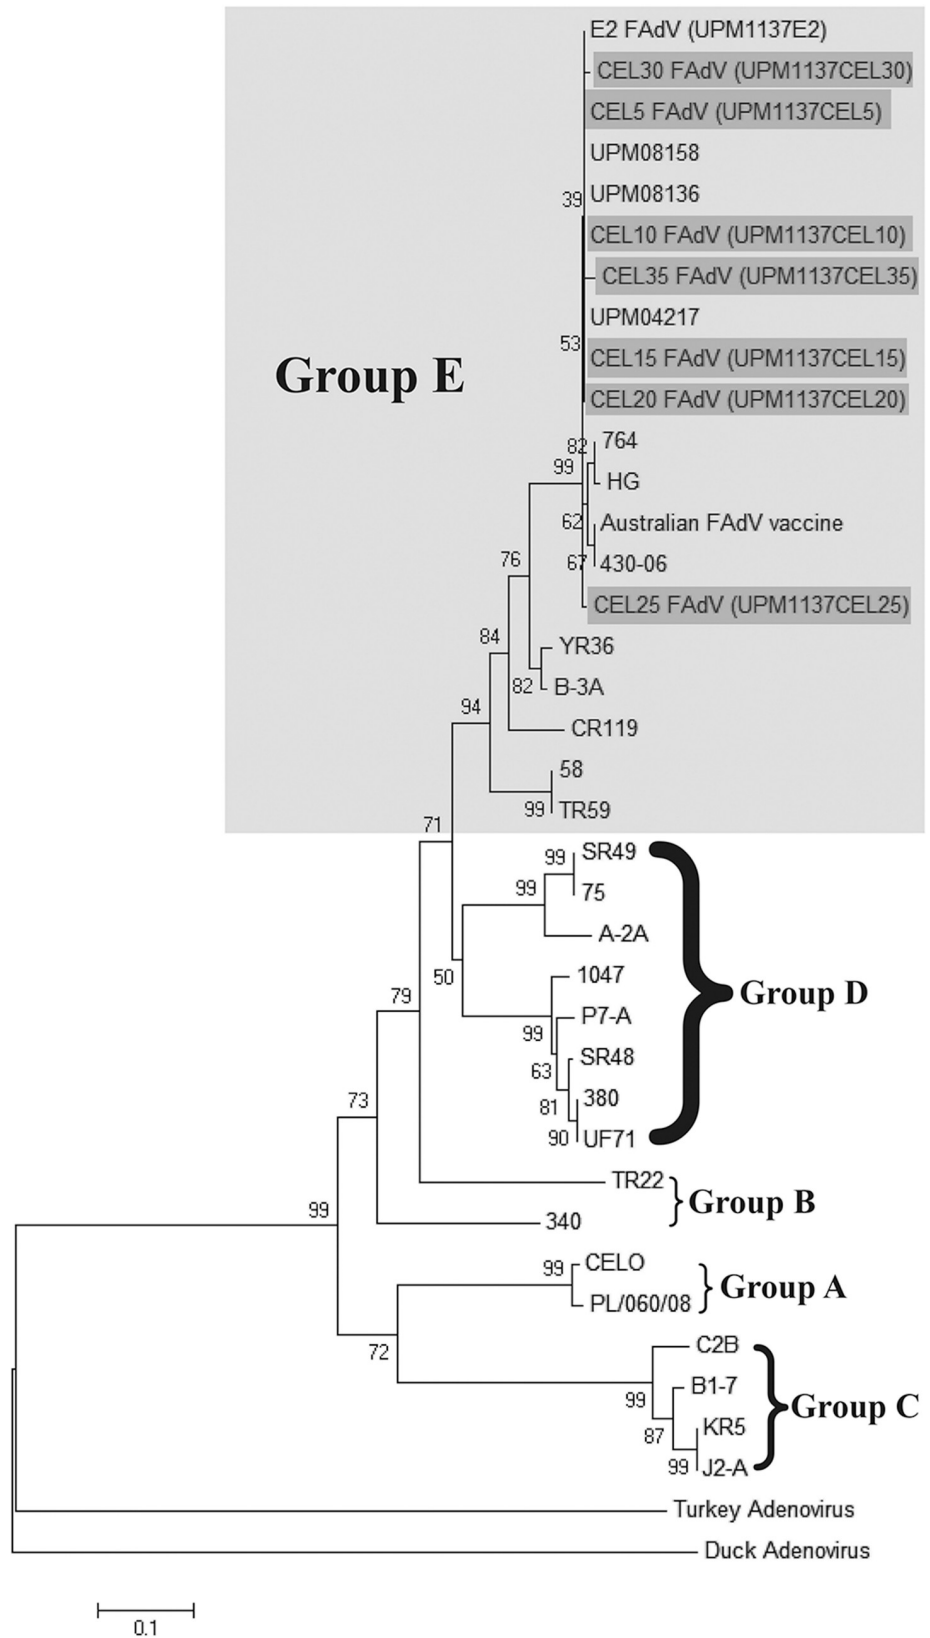 E2 FAdV (UPM1137E2)
CEL30 FAdV (UPM1137CEL30)
CEL5 FAdV (UPM1137CEL5)
UPM08158
39
UPM08136
CEL10 FAdV (UPM1137CEL10)
CEL35 FAdV (UPM1137CEL35)
UPM04217
53
CEL15 FAdV (UPM1137CEL15)
Group E
CEL20 FAdV (UPM1137CEL20)
82
764
99
HG
62
Australian FAdV vaccine
76
67
430-06
CEL25 FAdV (UPM1137CEL25)
84
YR36
82
B-3A
94
CR119
58
99
TR59
71
99
SR49
99
75
A-2A
50
1047
Group D
79
99
P7-A
63
SR48
73
81
380
90
UF71
TR22
Group B
99
340
99
CELO
Group A
PL/060/08
72
C2B
99
B1-7
Group C
87
KR5
99
J2-A
Turkey Adenovirus
Duck Adenovirus
0.1